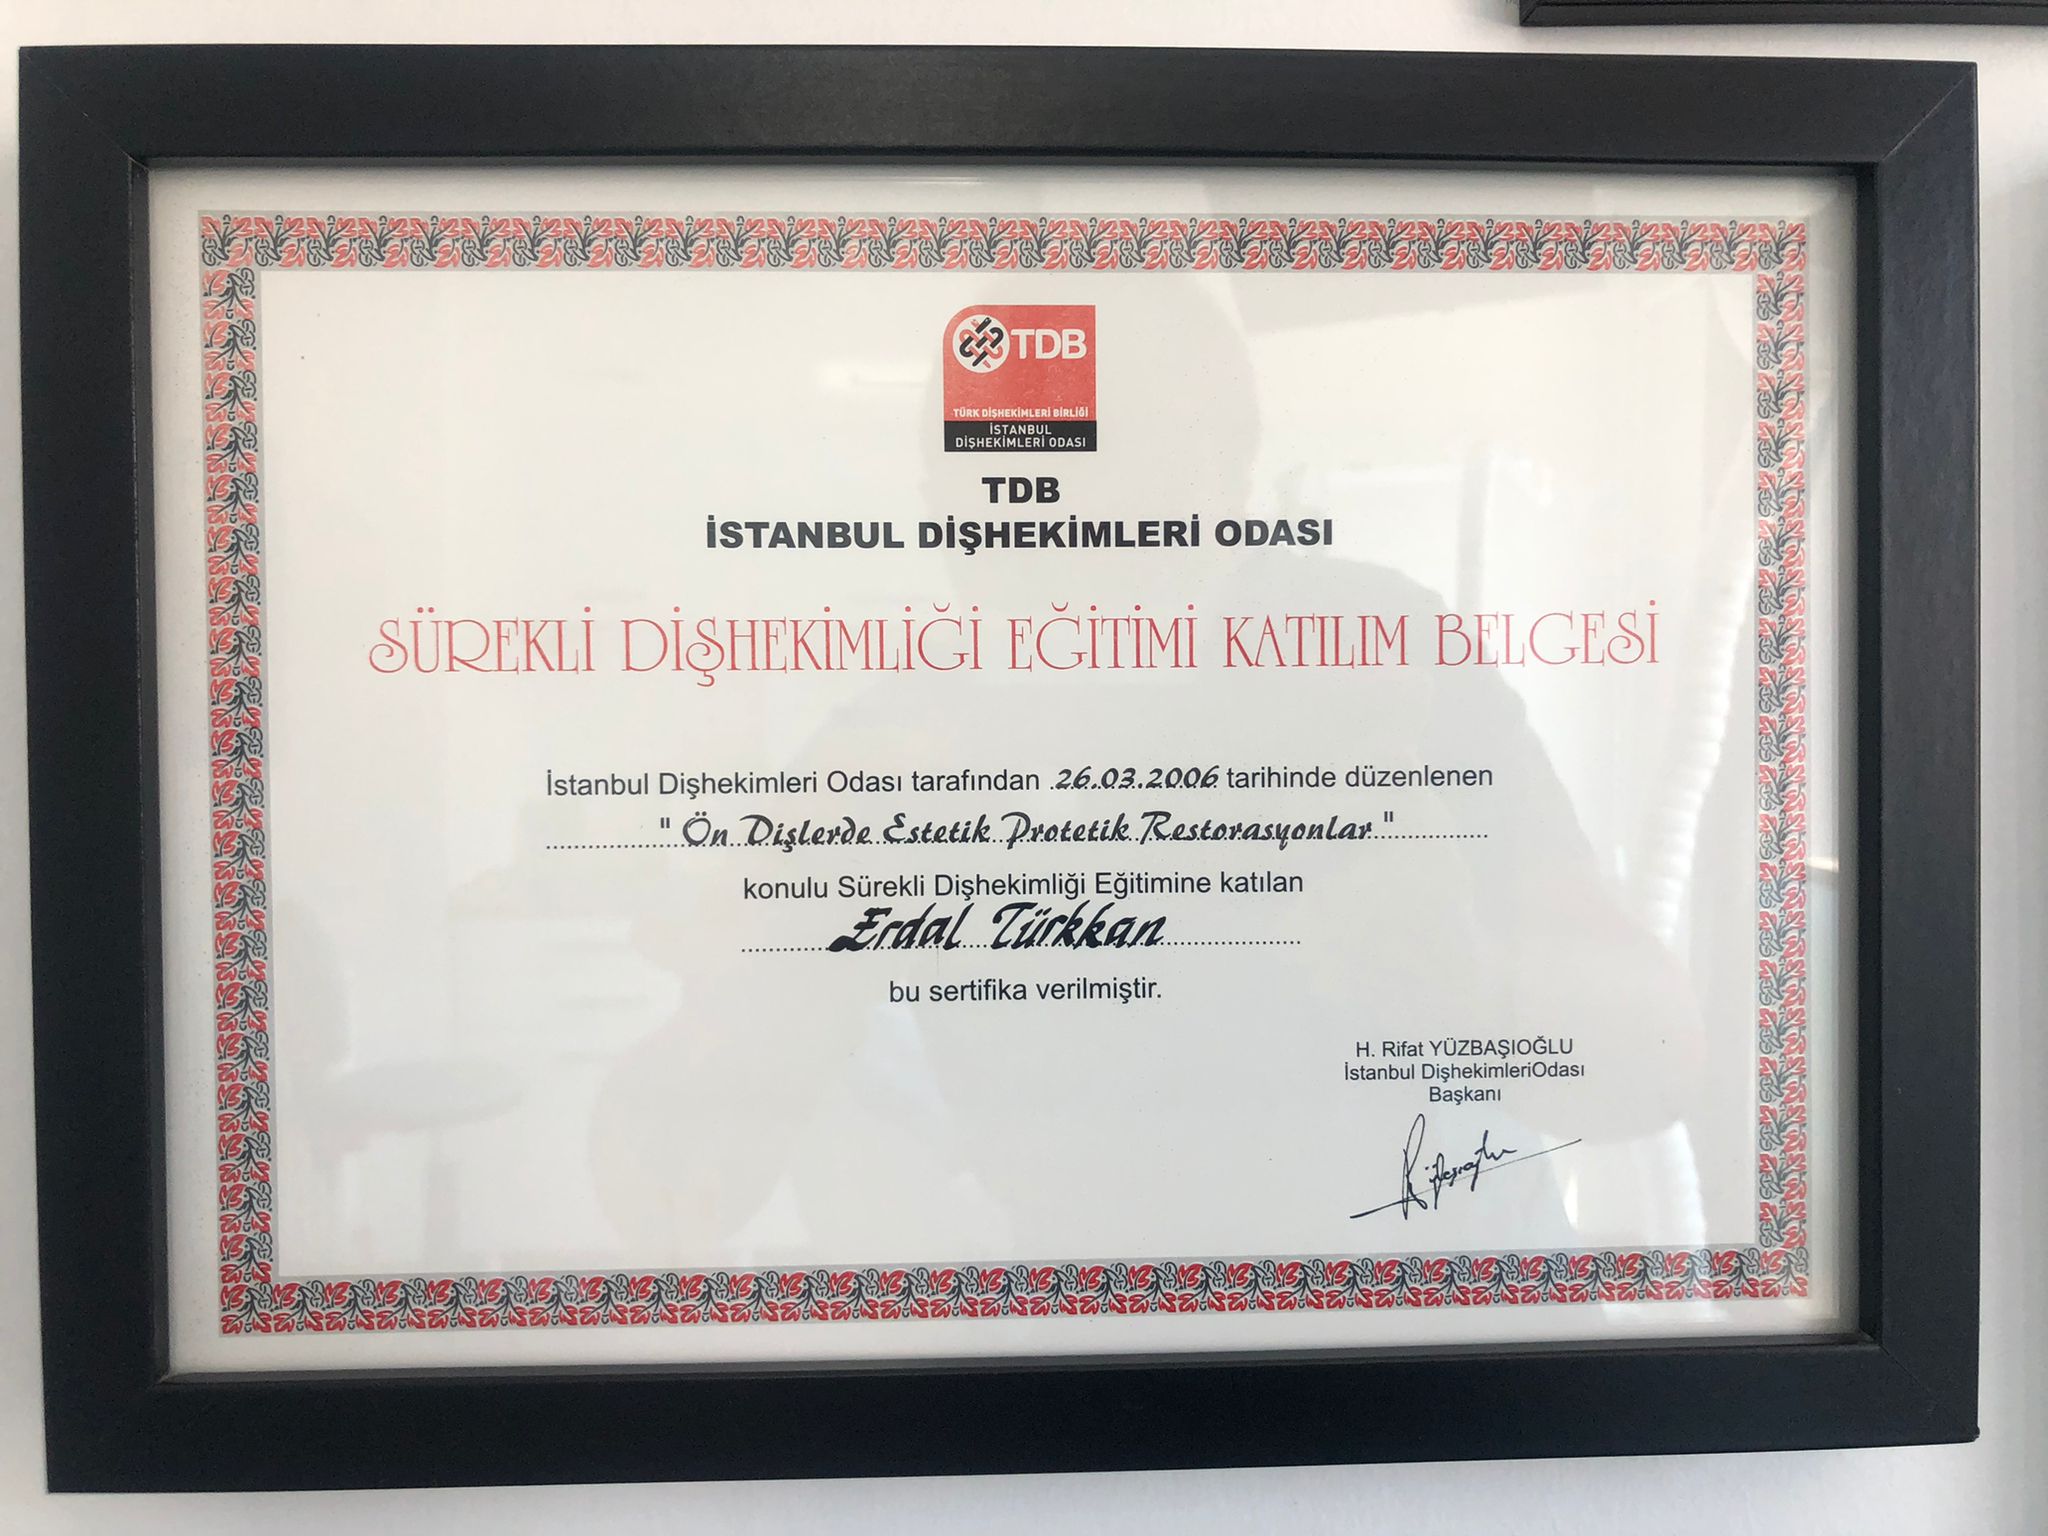 TDB
TÜRK DİŞHEKİMLERİ BİRLİĞİ
İSTANBUL
DİŞHEKİMLERİ ODASI
TDB
İSTANBUL DİŞHEKİMLERİ ODASI
SÜREKLİ DİŞHEKİMLİĞİ EĞİTİMİ KATILIM BELGESİ
İstanbul Dişhekimleri Odası tarafından 26.03.2006 tarihinde düzenlenen
" Ön Dişlerde Estetik Protetik Restorasyonlar "
konulu Sürekli Dişhekimliği Eğitimine katılan
Erdal Türkkan
bu sertifika verilmiştir.
H. Rifat YÜZBAŞIOĞLU
İstanbul DişhekimleriOdası
Başkanı